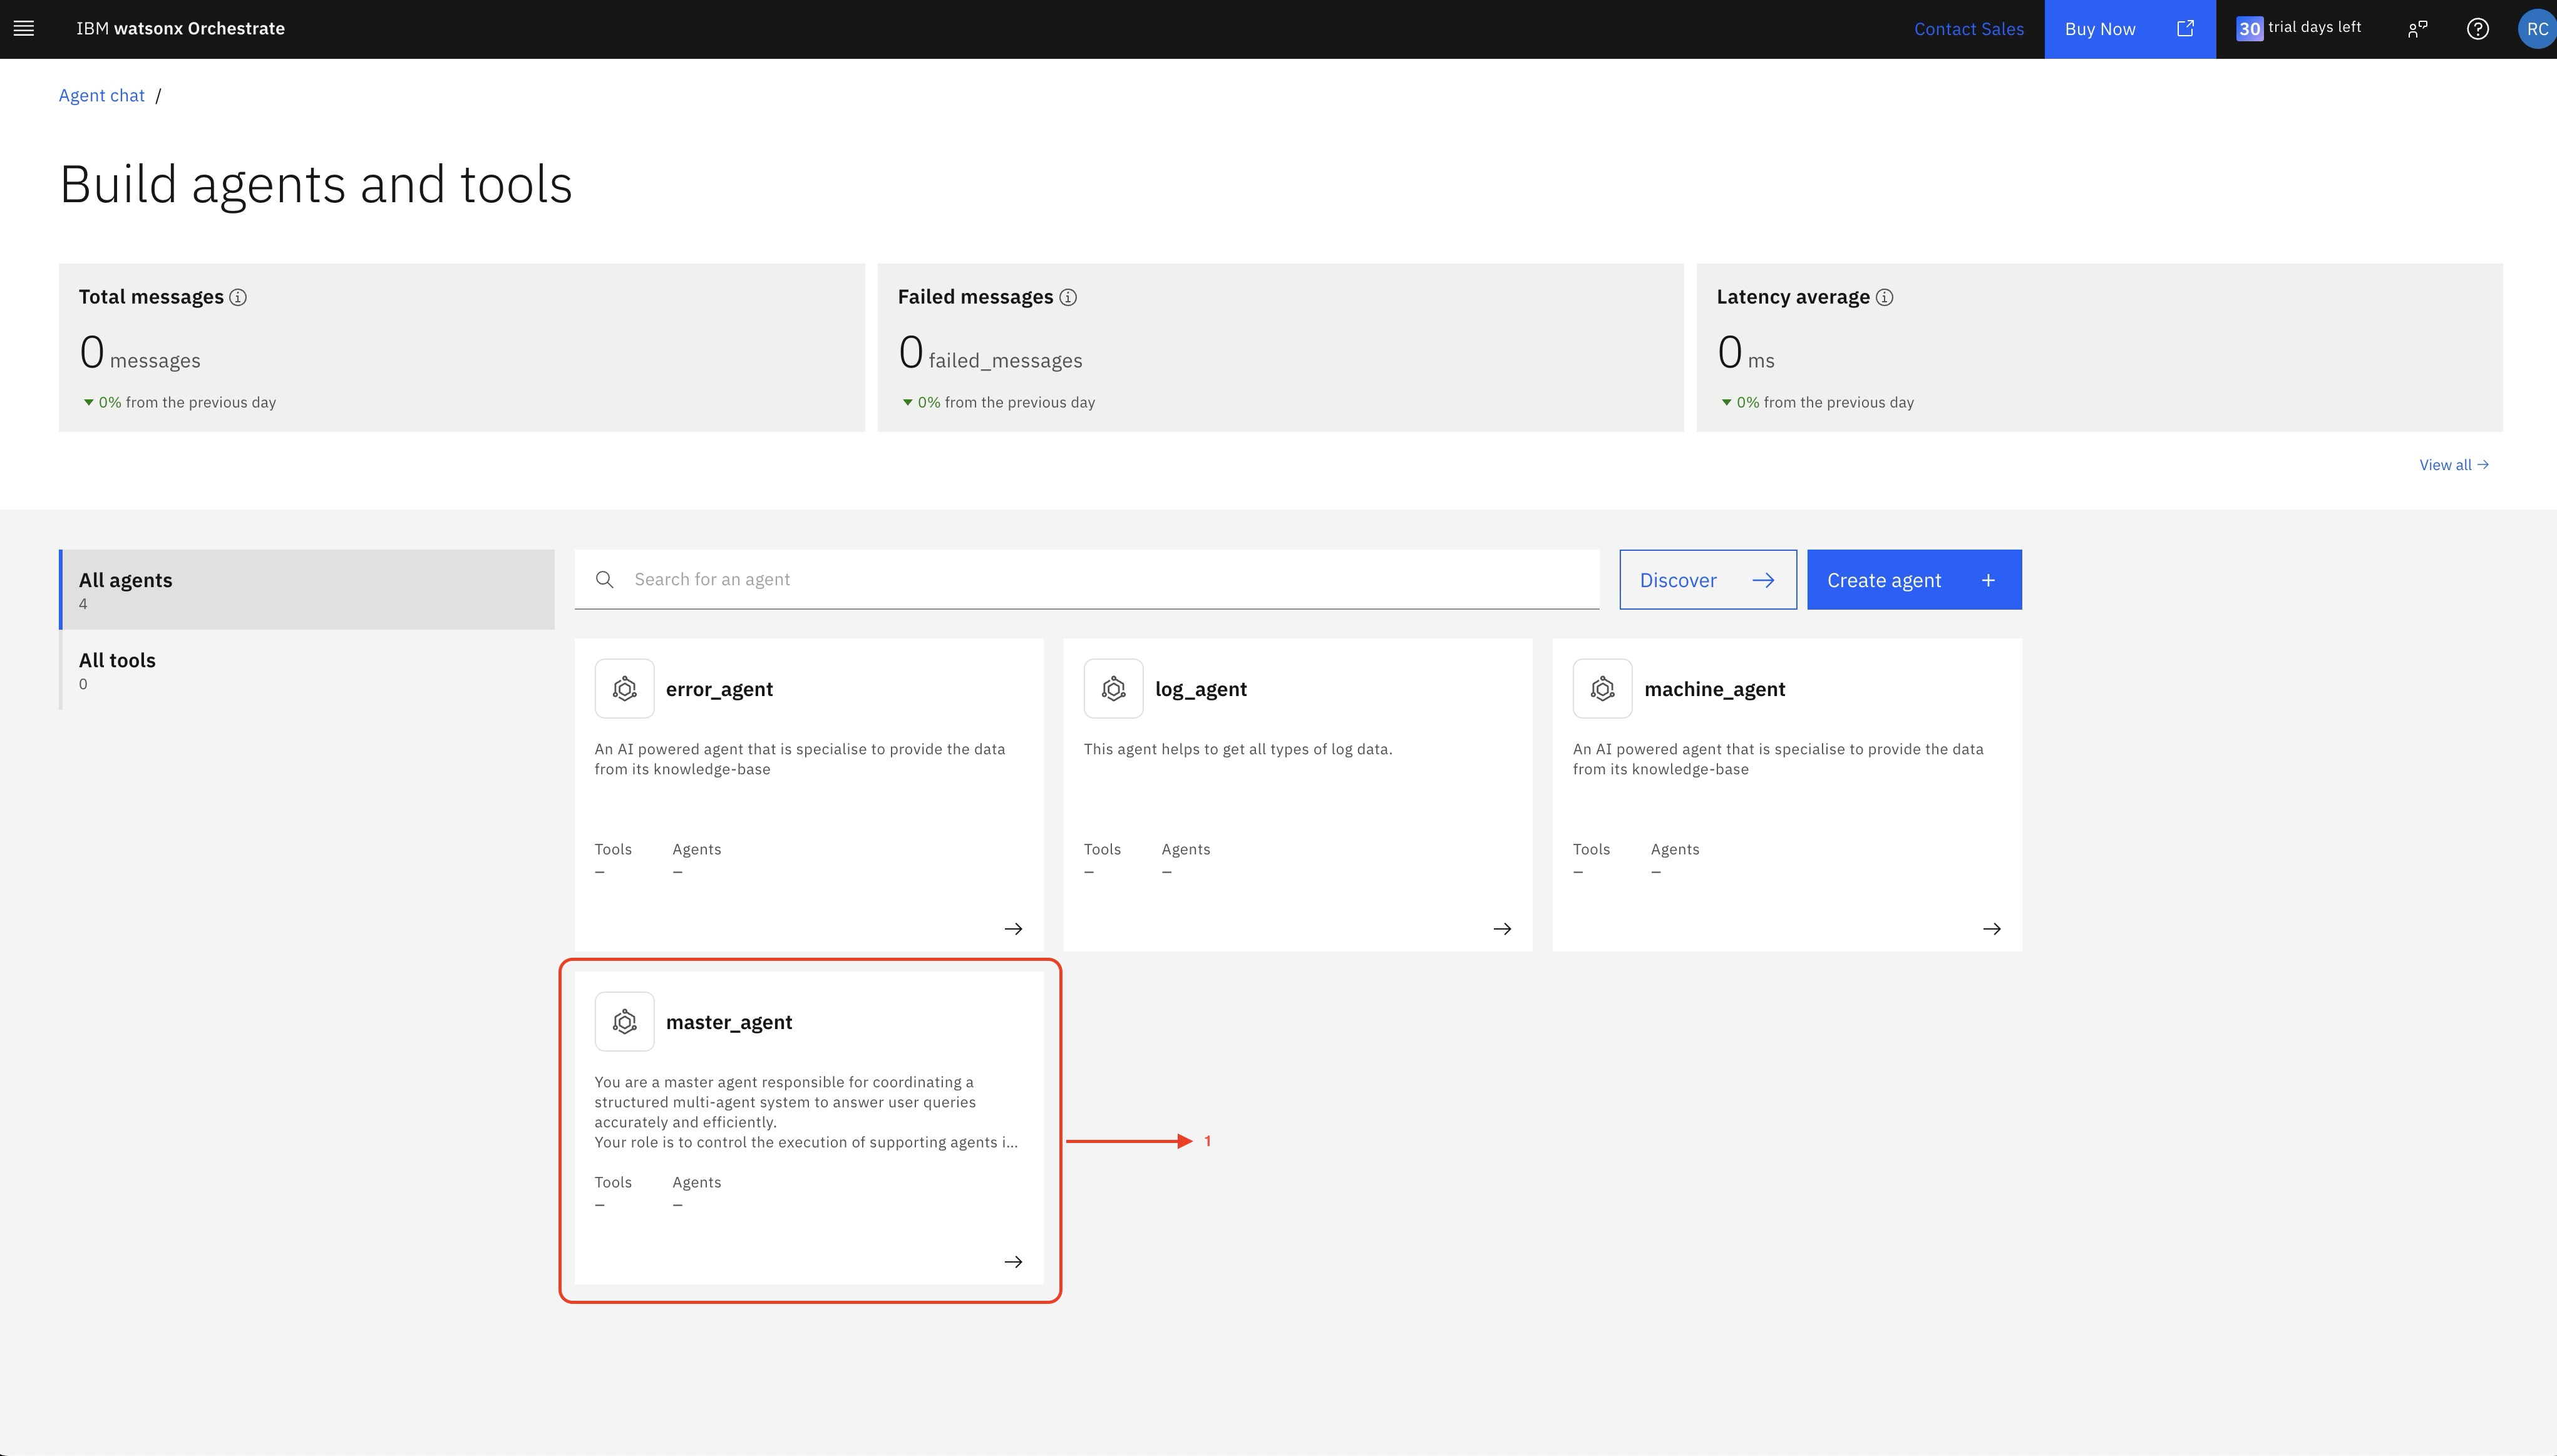 IBM watsonx Orchestrate
Contact Sales
Buy Now
30 trial days left
RC
Agent chat /
Build agents and tools
Total messages
0 messages
0% from the previous day
Failed messages
0 failed_messages
0% from the previous day
Latency average
0 ms
0% from the previous day
View all
All agents
4
All tools
0
Search for an agent
Discover
Create agent +
error_agent
An AI powered agent that is specialise to provide the data
from its knowledge-base
Tools Agents
– –
log_agent
This agent helps to get all types of log data.
Tools Agents
– –
machine_agent
An AI powered agent that is specialise to provide the data
from its knowledge-base
Tools Agents
– –
master_agent
You are a master agent responsible for coordinating a
structured multi-agent system to answer user queries
accurately and efficiently.
Your role is to control the execution of supporting agents i...
Tools Agents
– –
1